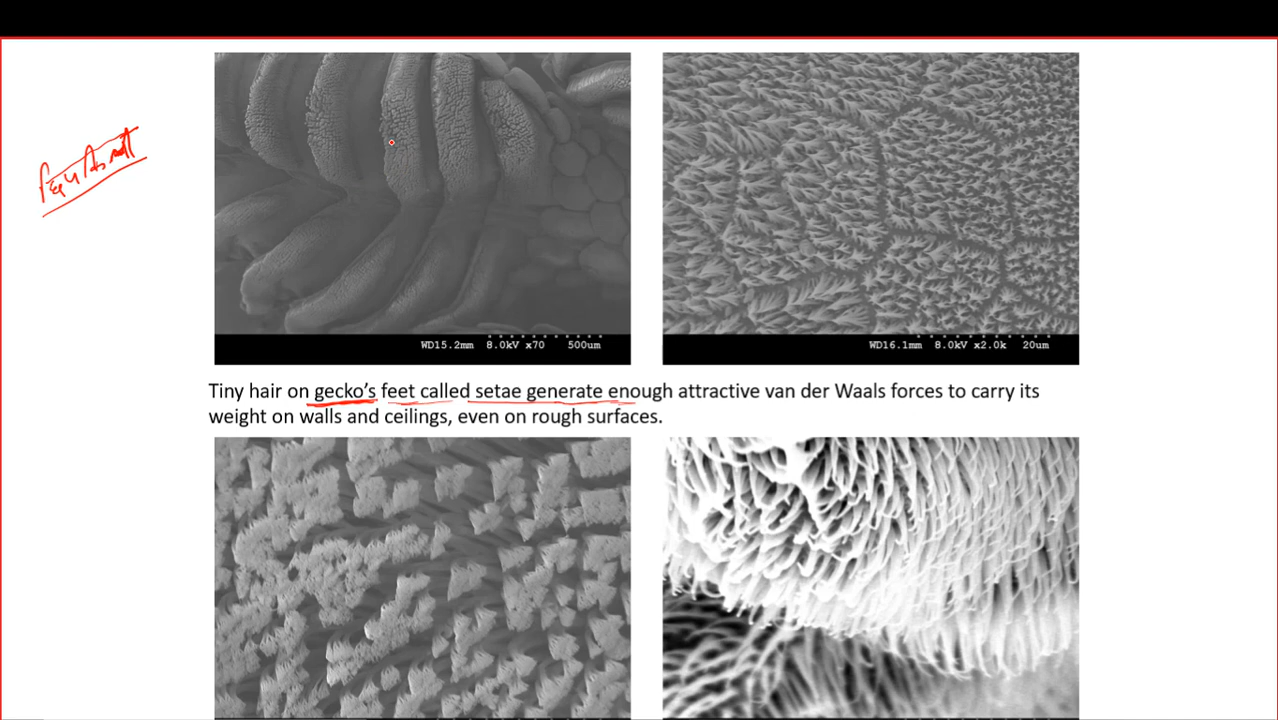 WD15.2mm 8.0kV x70 500um
WD16.1mm 8.0kV x2.0k 20um
Tiny hair on gecko's feet called setae generate enough attractive van der Waals forces to carry its
weight on walls and ceilings, even on rough surfaces.